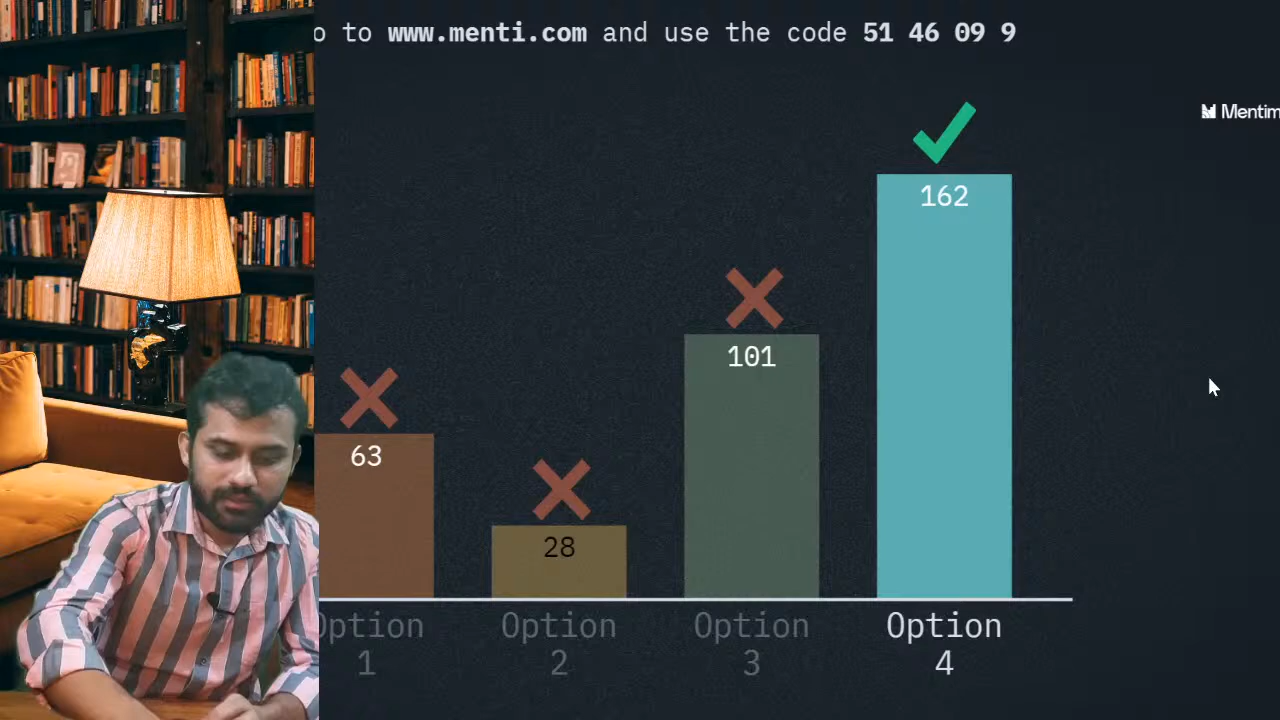 o to www.menti.com and use the code 51 46 09 9
Mentim
162
101
63
28
Option 1
Option 2
Option 3
Option 4